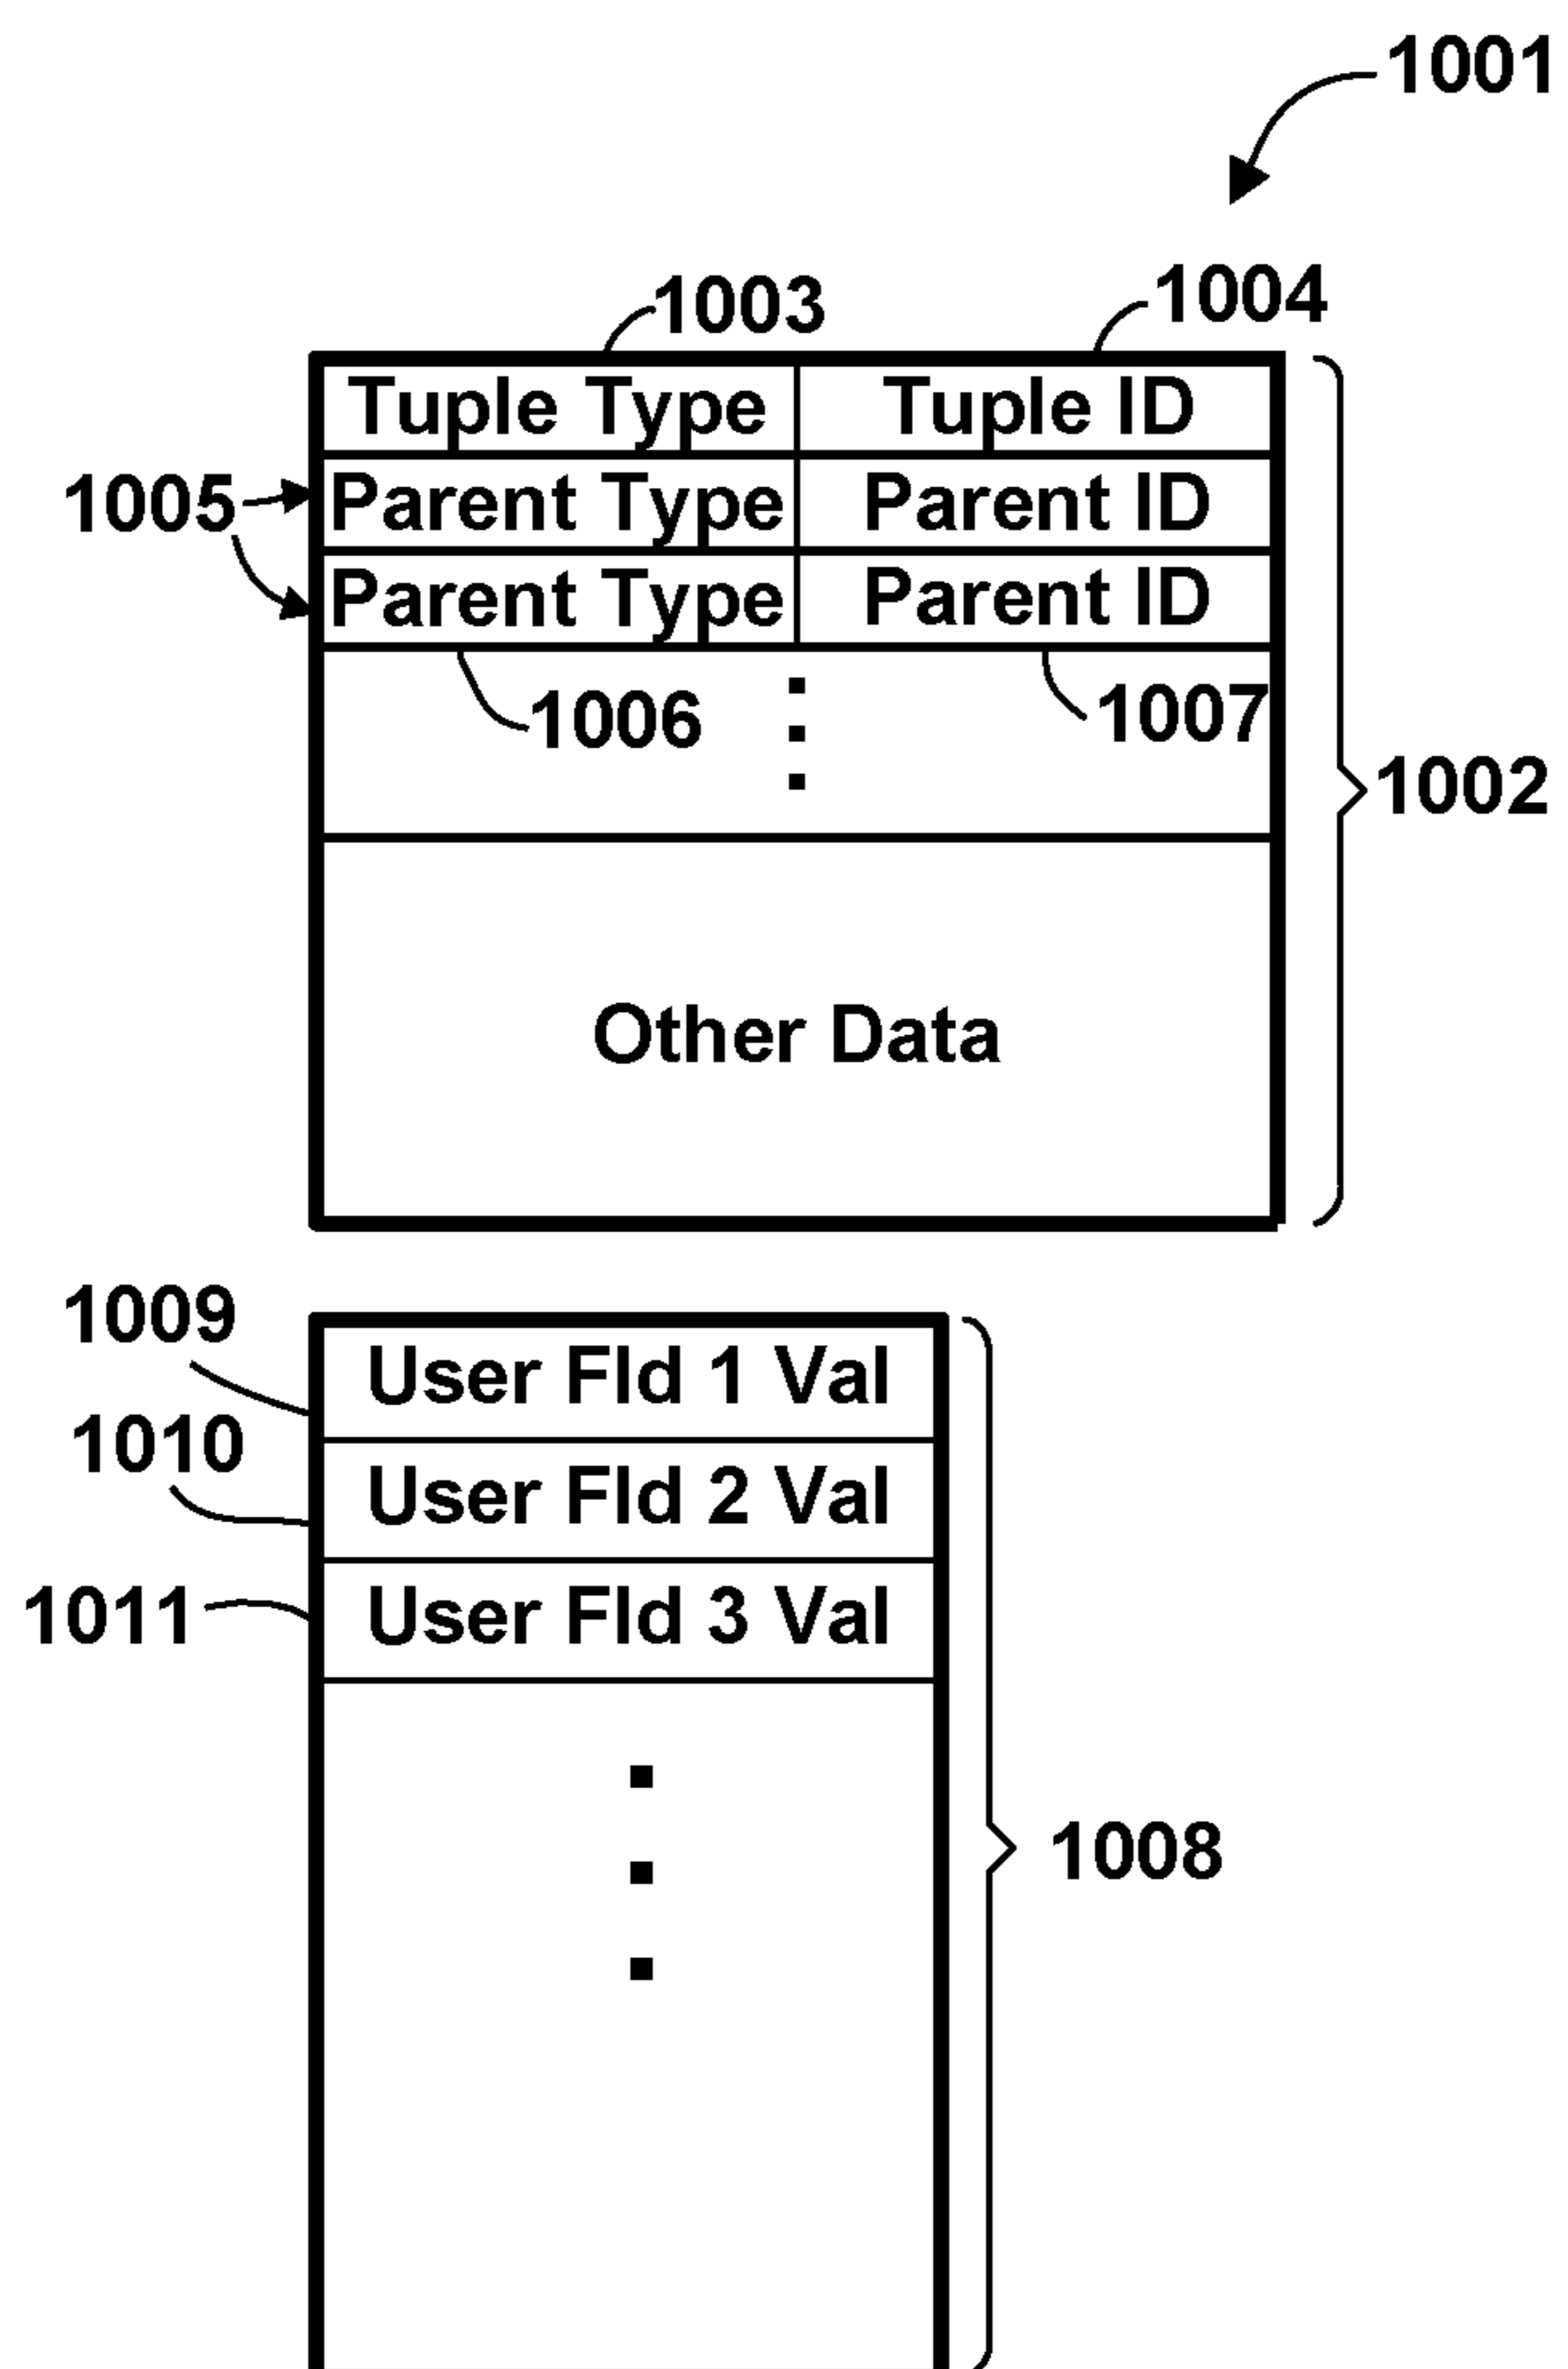 1001
1003
1004
Tuple Type Tuple ID
1005 Parent Type Parent ID
Parent Type Parent ID
1006 1007
1002
Other Data
1009
User Fld 1 Val
1010
User Fld 2 Val
1011 User Fld 3 Val
1008